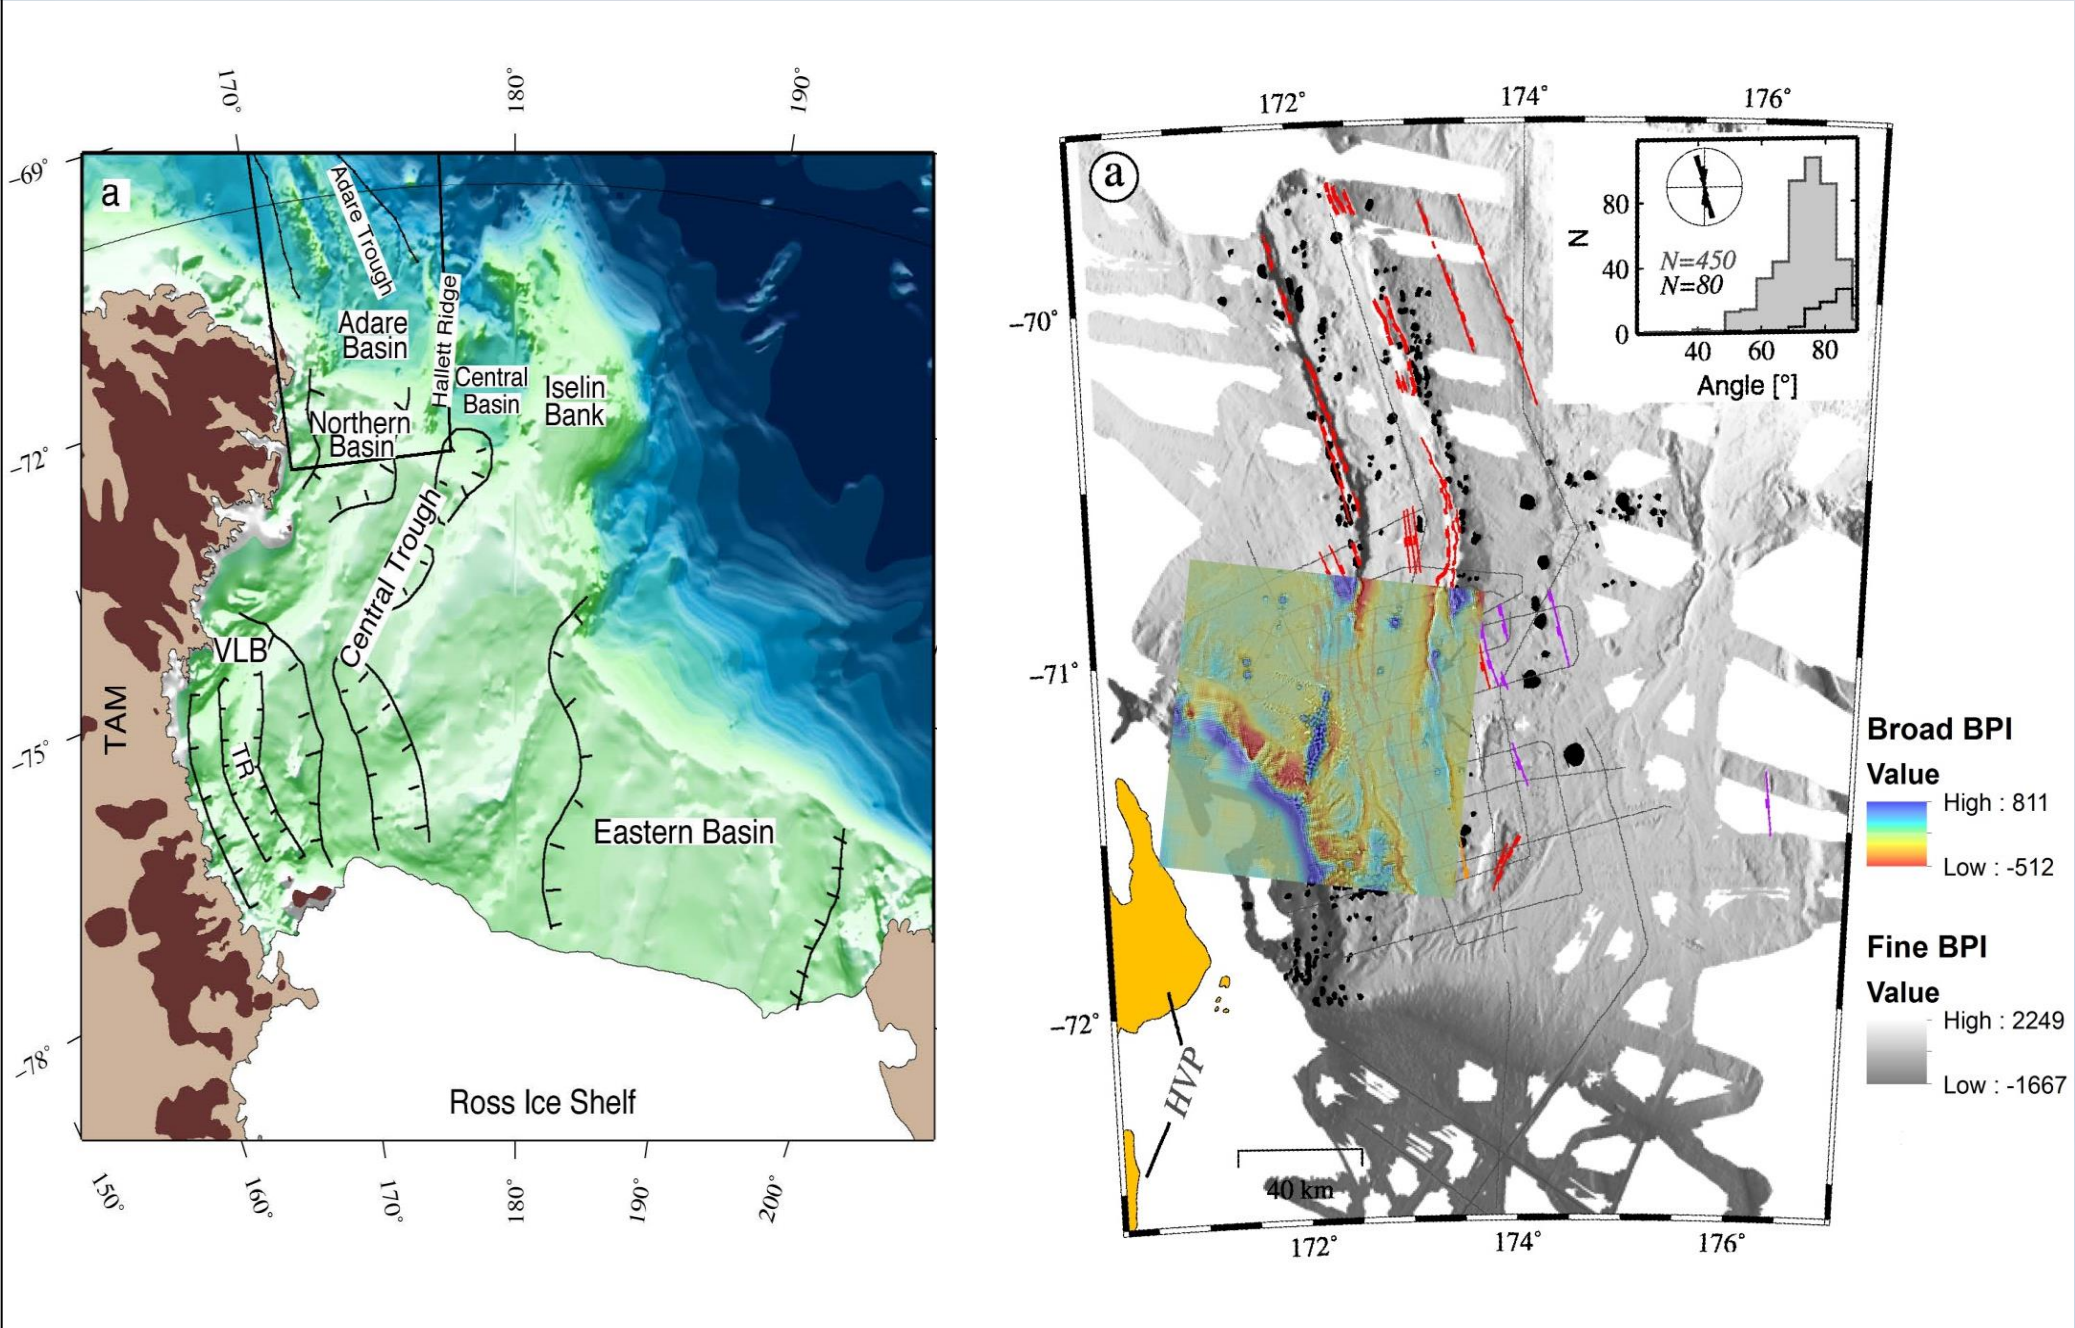 170°
180°
190°
-69°
-72°
-75°
-78°
a
Adare Trough
Adare
Basin
Hallett Ridge
Central
Basin
Iselin
Bank
Northern
Basin
Central Trough
VLB
TAM
TR
Eastern Basin
Ross Ice Shelf
150°
160°
170°
180°
190°
200°
172°
174°
176°
a
-70°
-71°
-72°
N
80
40
0
N=450
N=80
40
60
80
Angle [°]
HVP
40 km
172°
174°
176°
Broad BPI
Value
High : 811
Low : -512
Fine BPI
Value
High : 2249
Low : -1667